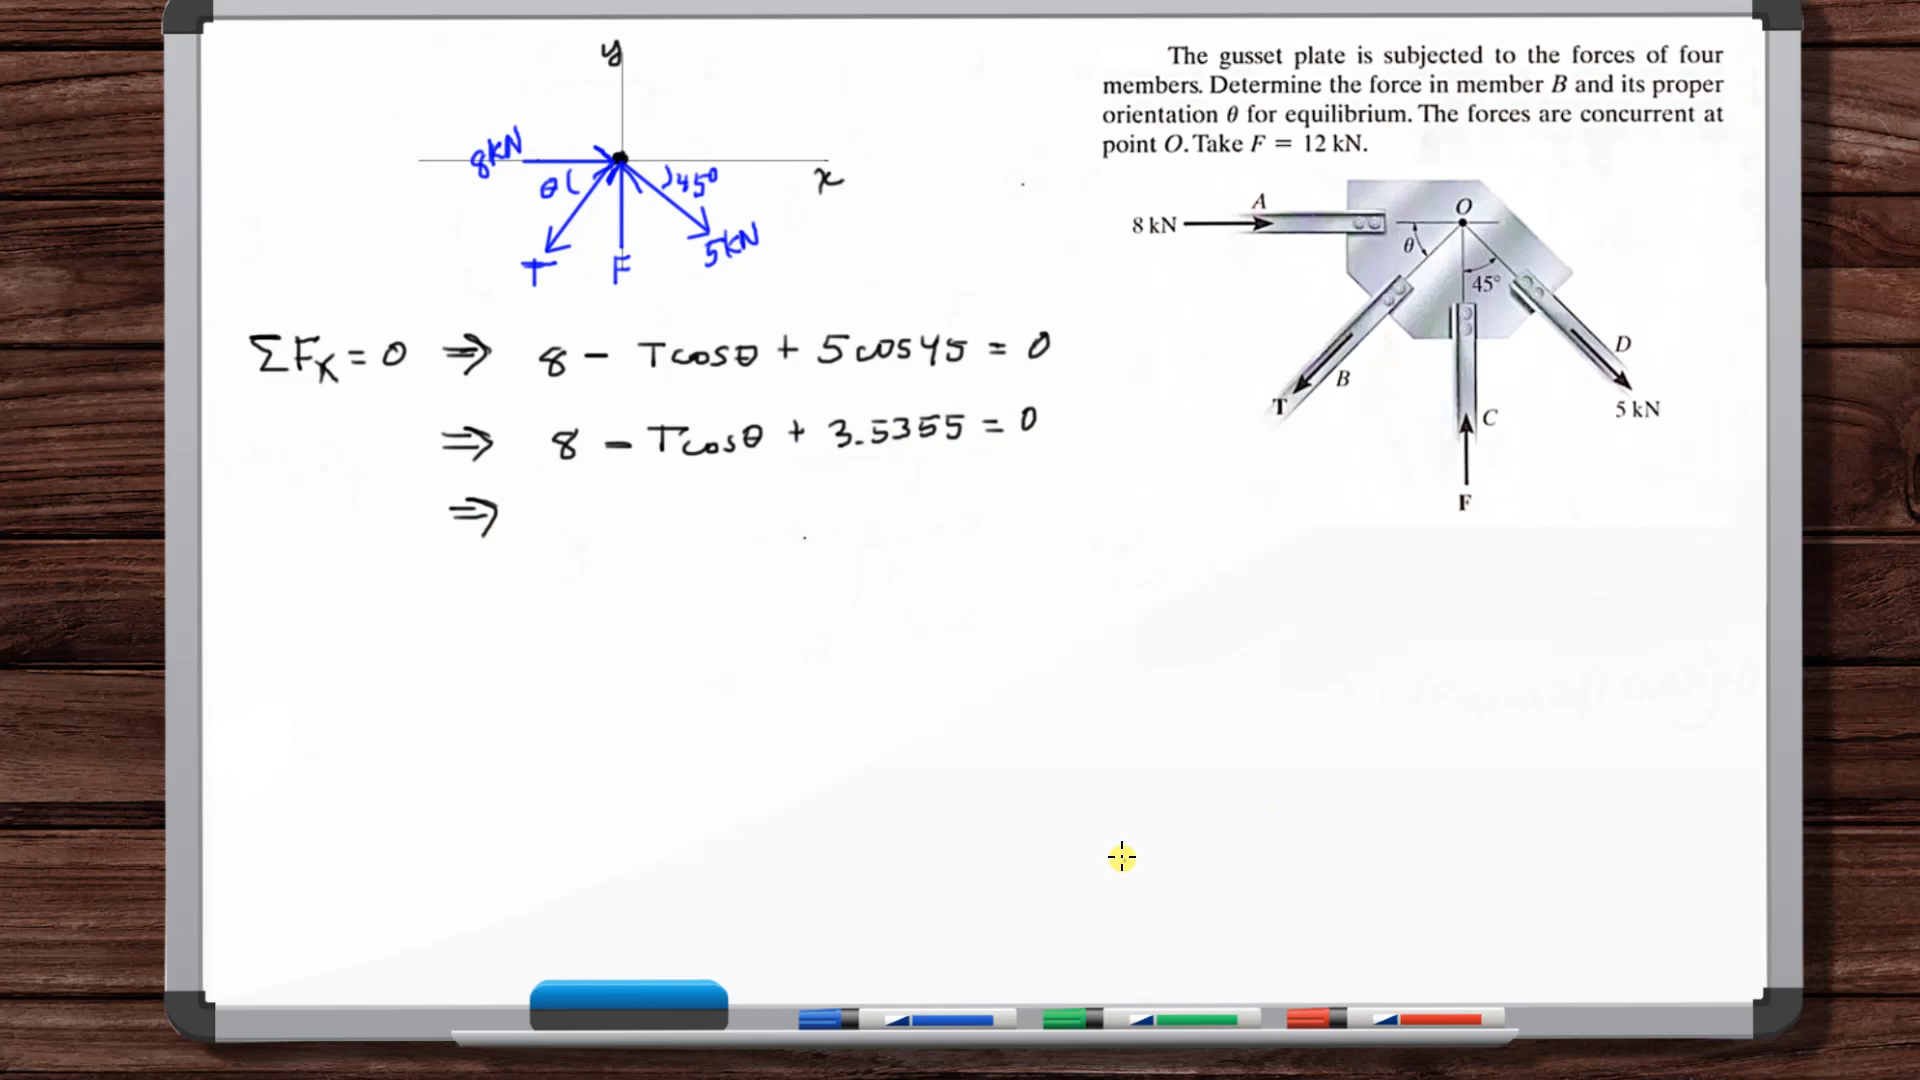 y
8kN
θ
45°
x
T
F
5kN
ΣFx = 0 ⇒ 8 - Tcosθ + 5cos45 = 0
⇒ 8 - Tcosθ + 3.5355 = 0
⇒
The gusset plate is subjected to the forces of four
members. Determine the force in member B and its proper
orientation θ for equilibrium. The forces are concurrent at
point O. Take F = 12 kN.
A
O
8 kN
θ
45°
D
B
T
5 kN
C
F